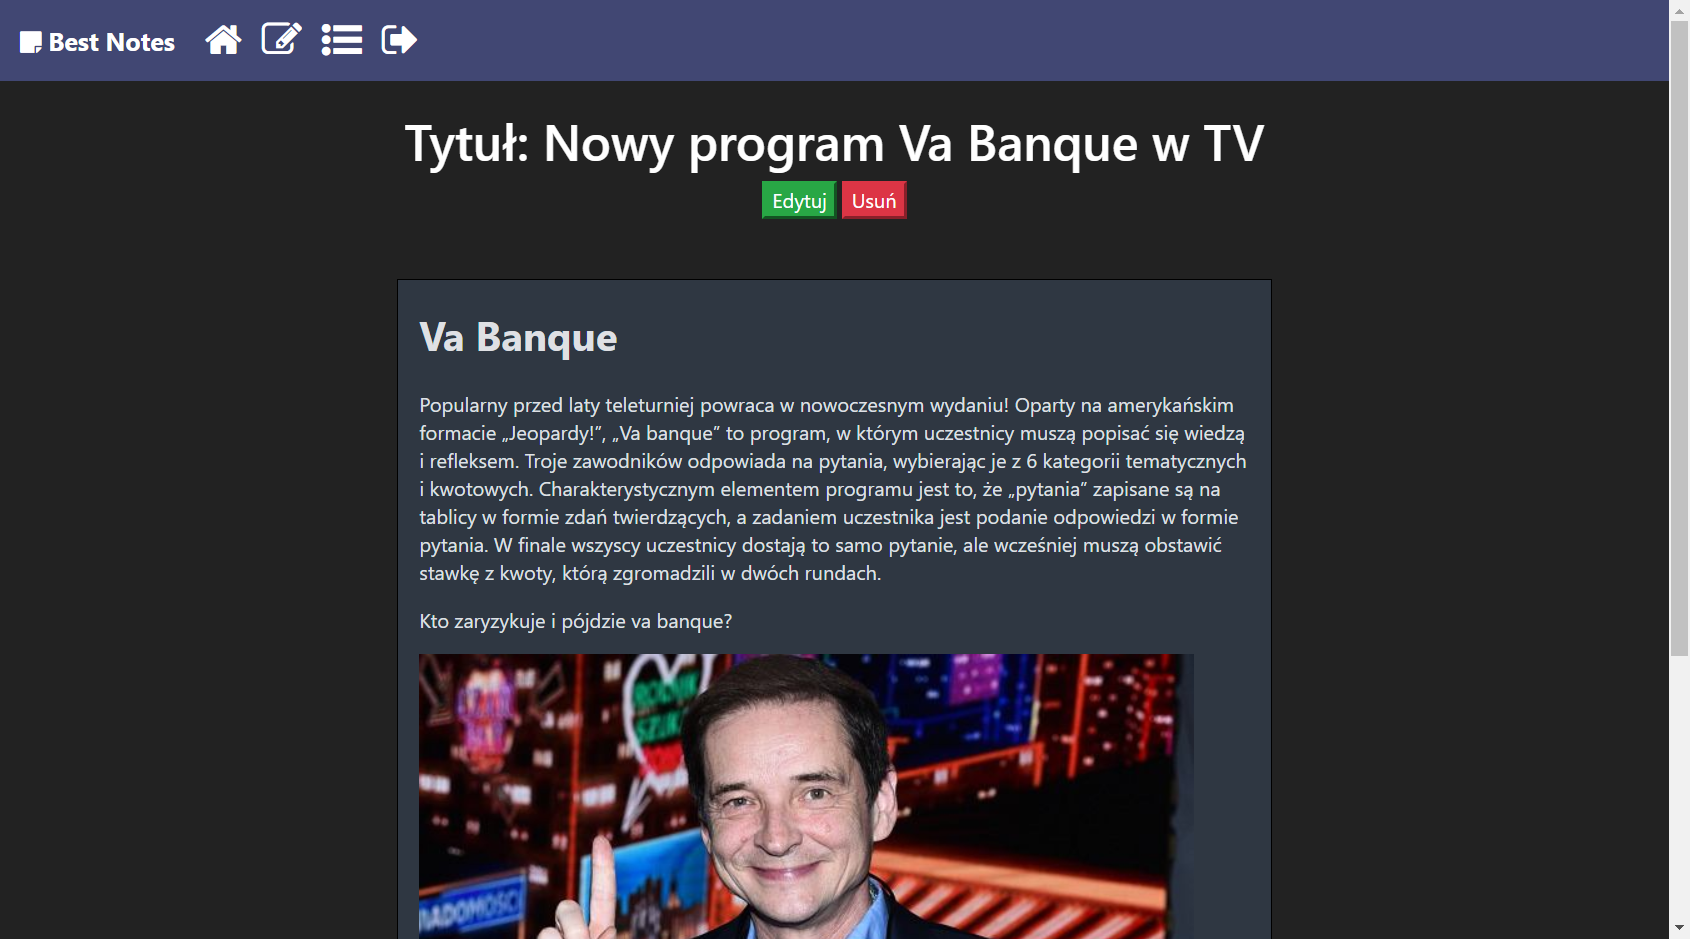 Best Notes
Tytuł: Nowy program Va Banque w TV
Edytuj Usuń
Va Banque
Popularny przed laty teleturniej powraca w nowoczesnym wydaniu! Oparty na amerykańskim
formacie „Jeopardy!”, „Va banque” to program, w którym uczestnicy muszą popisać się wiedzą
i refleksem. Troje zawodników odpowiada na pytania, wybierając je z 6 kategorii tematycznych
i kwotowych. Charakterystycznym elementem programu jest to, że „pytania” zapisane są na
tablicy w formie zdań twierdzących, a zadaniem uczestnika jest podanie odpowiedzi w formie
pytania. W finale wszyscy uczestnicy dostają to samo pytanie, ale wcześniej muszą obstawić
stawkę z kwoty, którą zgromadzili w dwóch rundach.
Kto zaryzykuje i pójdzie va banque?